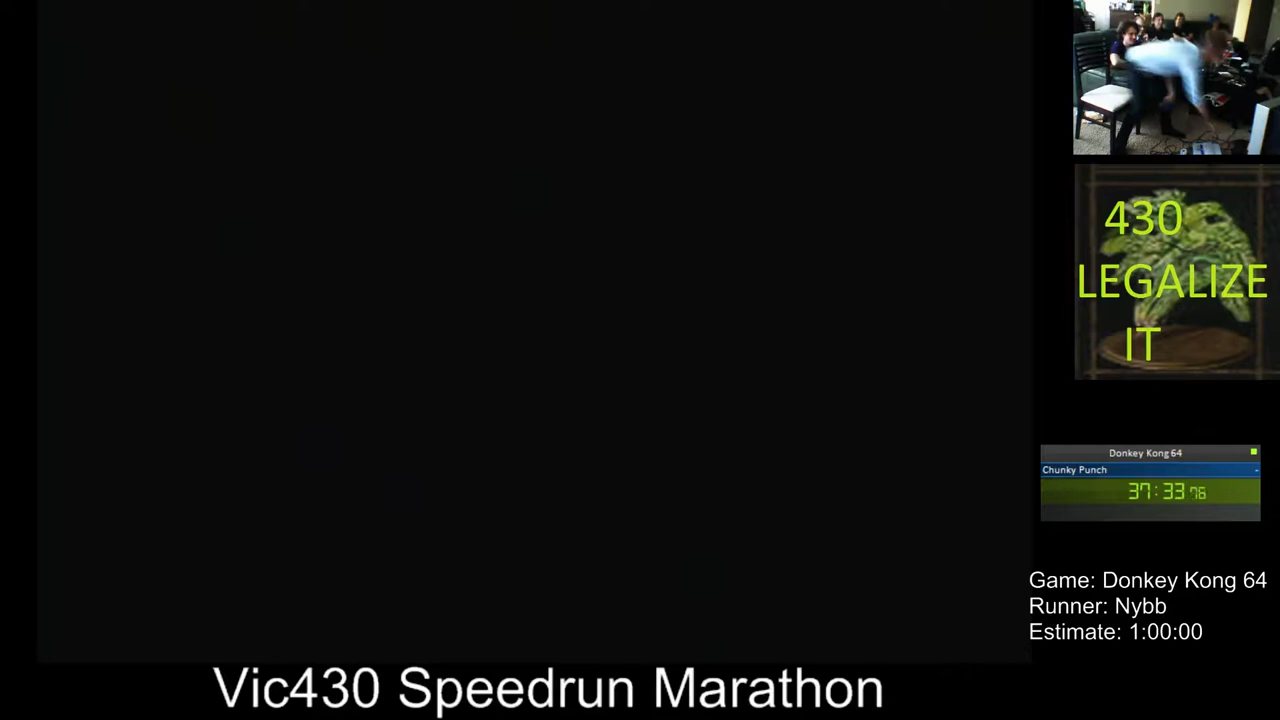 430
LEGALIZE
IT
Donkey Kong 64
Chunky Punch -
37:33 76
Game: Donkey Kong 64
Runner: Nybb
Estimate: 1:00:00
Vic430 Speedrun Marathon